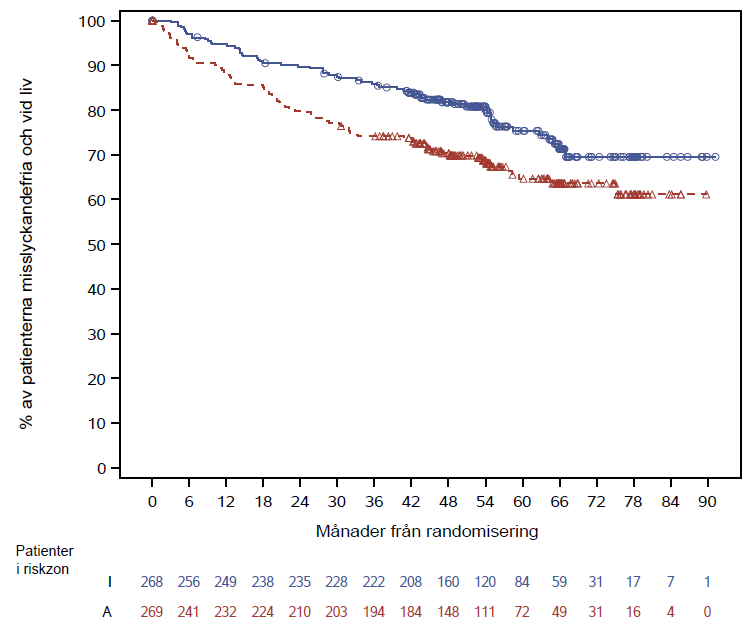 % av patienterna misslyckandefria och vid liv
100
90
80
70
60
50
40
30
20
10
0
0 6 12 18 24 30 36 42 48 54 60 66 72 78 84 90
Månader från randomisering
Patienter
i riskzon
I 268 256 249 238 235 228 222 208 160 120 84 59 31 17 7 1
A 269 241 232 224 210 203 194 184 148 111 72 49 31 16 4 0